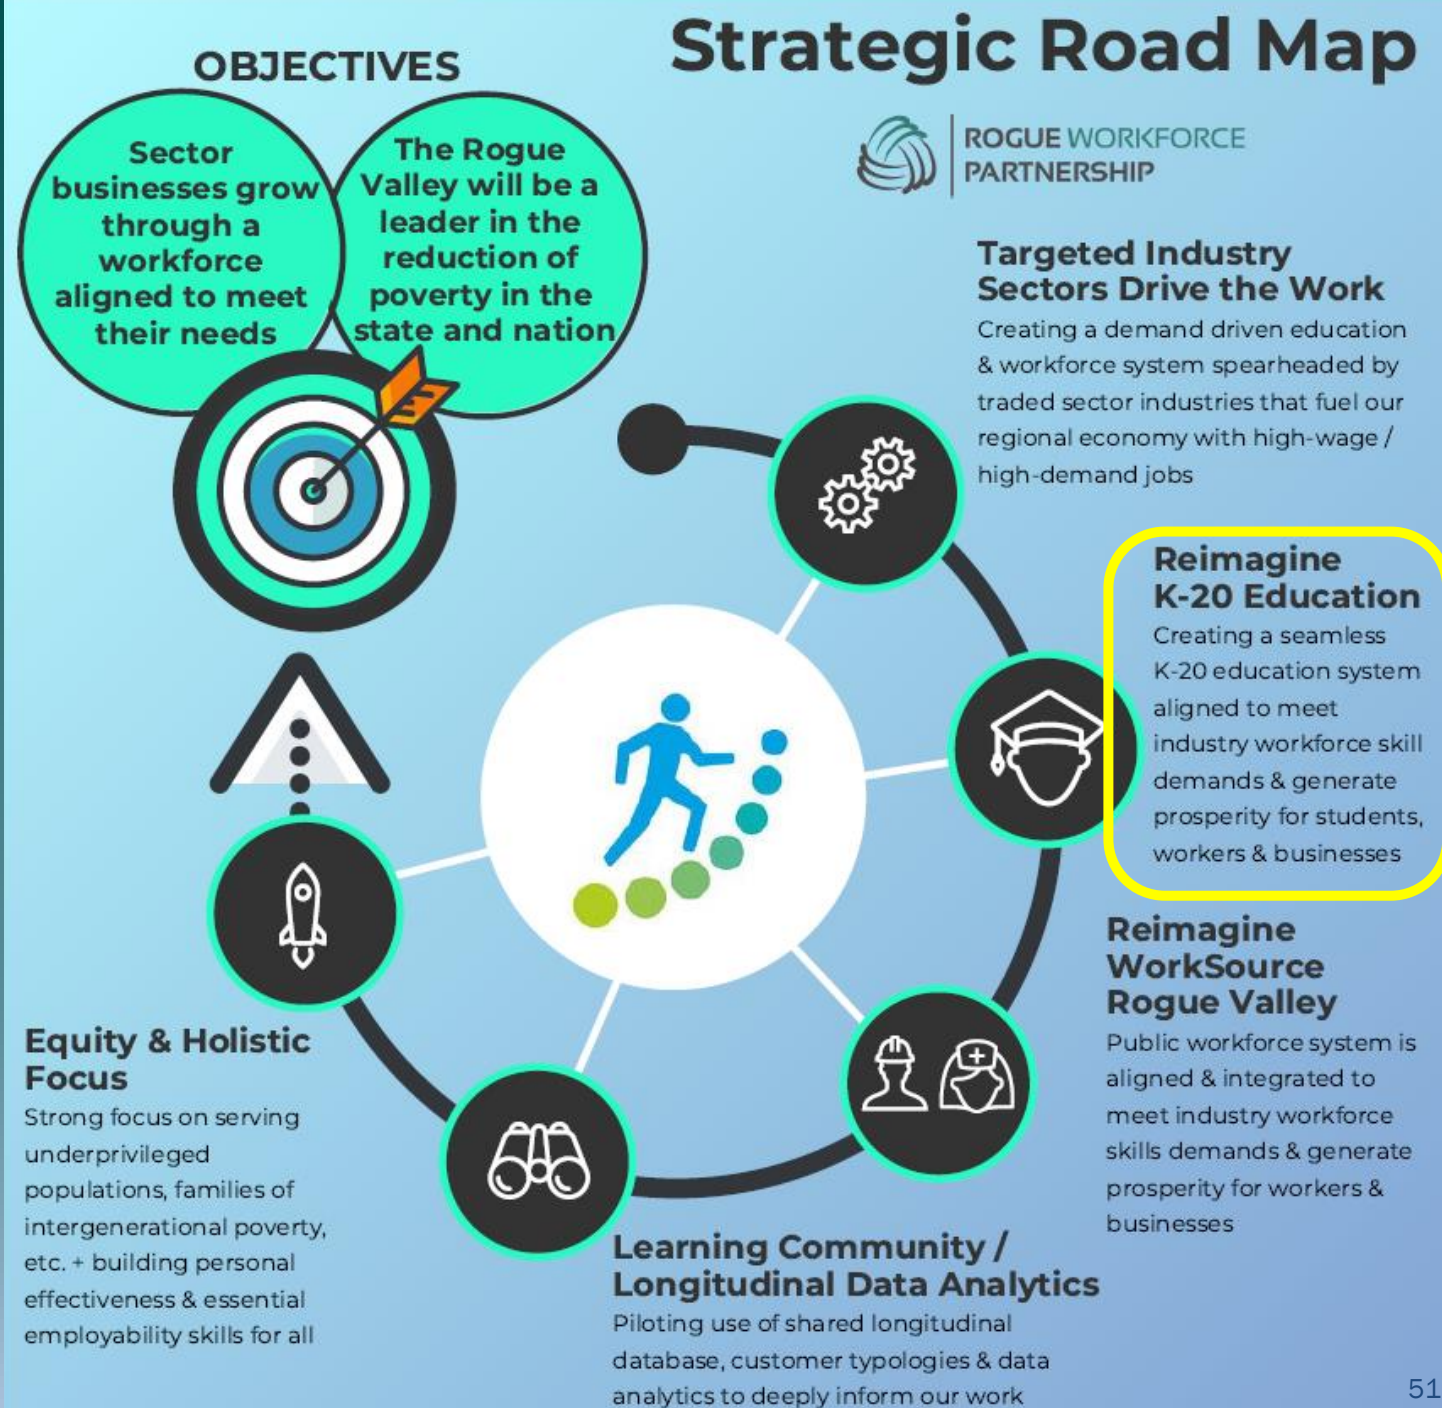 Strategic Road Map
OBJECTIVES
Sector
businesses grow
through a
workforce
aligned to meet
their needs
The Rogue
Valley will be a
leader in the
reduction of
poverty in the
state and nation
ROGUE WORKFORCE
PARTNERSHIP
Targeted Industry
Sectors Drive the Work
Creating a demand driven education
& workforce system spearheaded by
traded sector industries that fuel our
regional economy with high-wage /
high-demand jobs
Reimagine
K-20 Education
Creating a seamless
K-20 education system
aligned to meet
industry workforce skill
demands & generate
prosperity for students,
workers & businesses
Reimagine
WorkSource
Rogue Valley
Public workforce system is
aligned & integrated to
meet industry workforce
skills demands & generate
prosperity for workers &
businesses
Learning Community /
Longitudinal Data Analytics
Piloting use of shared longitudinal
database, customer typologies & data
analytics to deeply inform our work
Equity & Holistic
Focus
Strong focus on serving
underprivileged
populations, families of
intergenerational poverty,
etc. + building personal
effectiveness & essential
employability skills for all
51